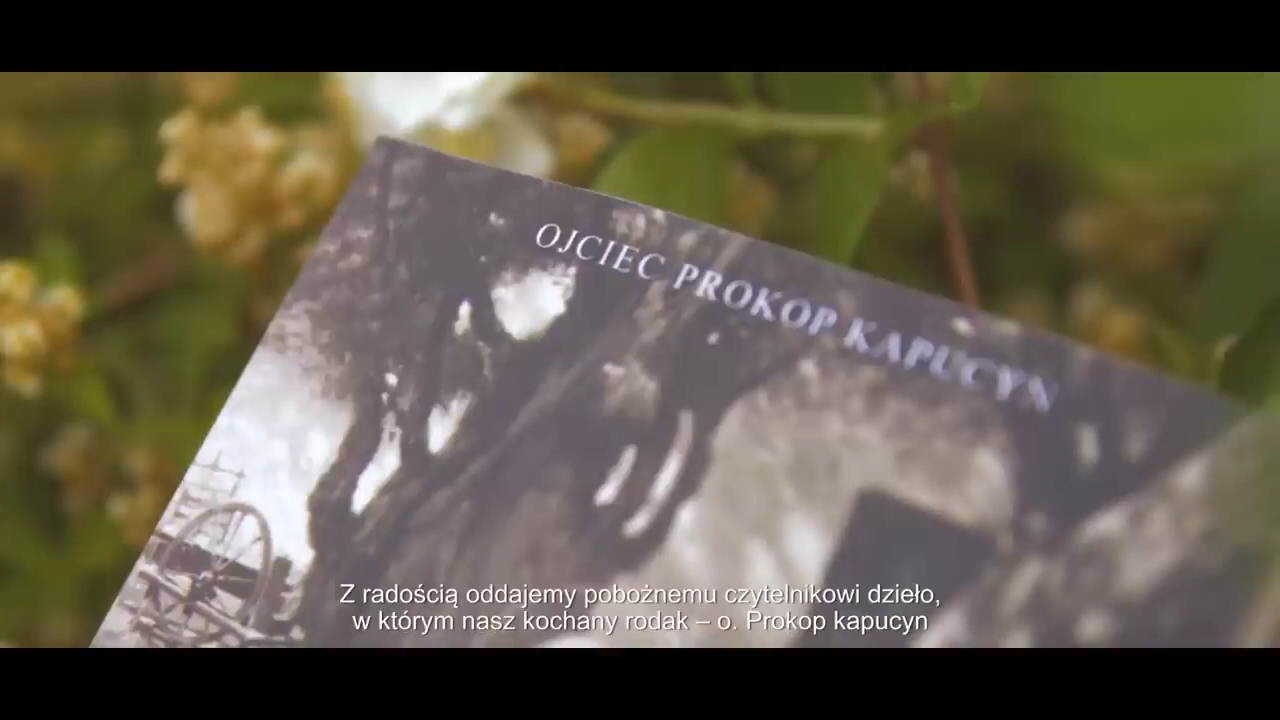 OJCIEC PROKOP KAPUCYN
Z radością oddajemy pobożnemu czytelnikowi dzieło,
w którym nasz kochany rodak – o. Prokop kapucyn